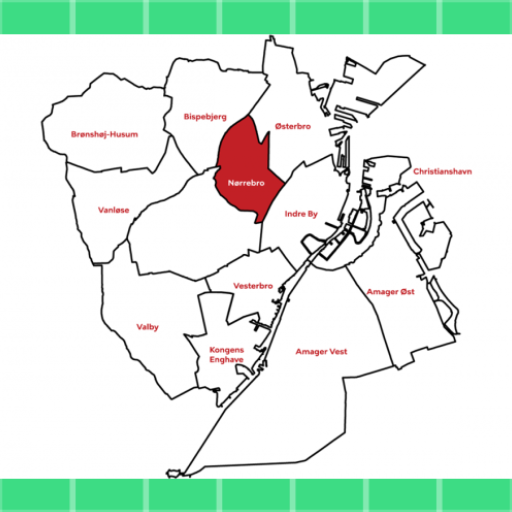 Bispebjerg
Østerbro
Brønshøj-Husum
Christianshavn
Nørrebro
Vanløse
Indre By
Vesterbro
Amager Øst
Valby
Kongens
Enghave
Amager Vest